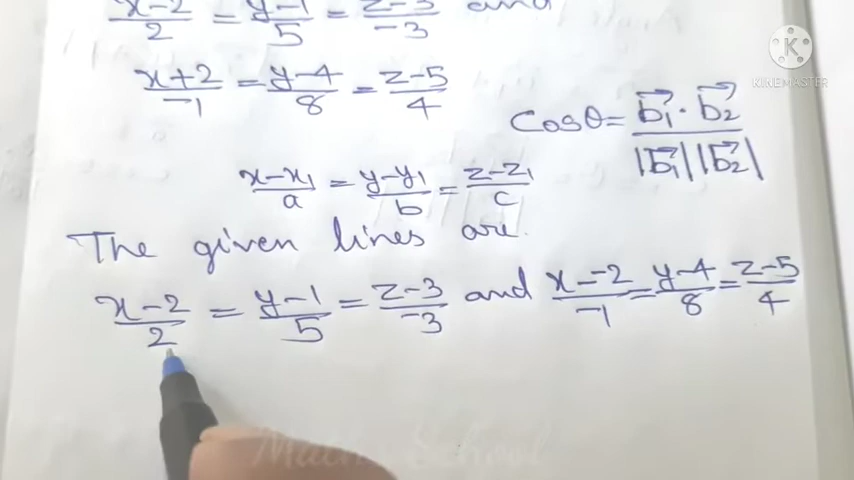 x-2/2 = y-1/5 = z-3/-3 and
x+2/-1 = y-4/8 = z-5/4
Cosθ = b₁⃗ · b₂⃗ / |b₁⃗| |b₂⃗|
x-x₁/a = y-y₁/b = z-z₁/c
The given lines are.
x-2/2 = y-1/5 = z-3/-3 and x--2/-1 = y-4/8 = z-5/4
K
KINEMASTER